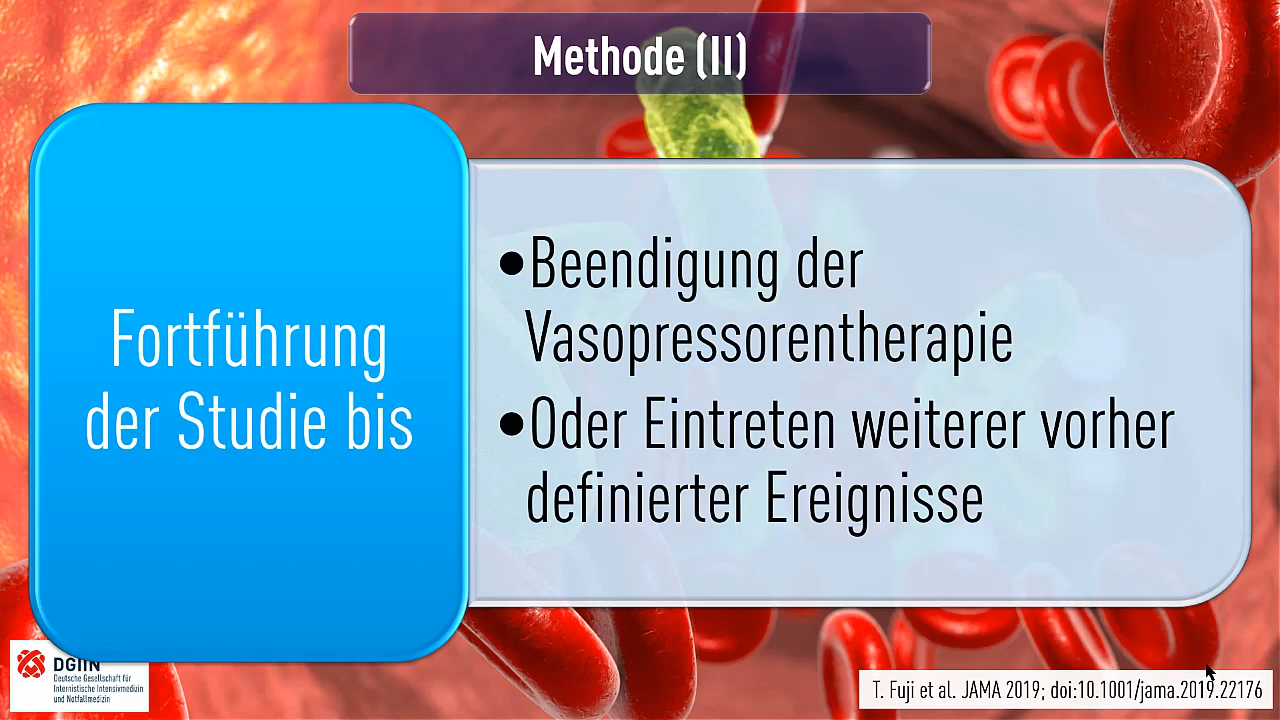 Methode (II)
Fortführung
der Studie bis
•Beendigung der
Vasopressorentherapie
•Oder Eintreten weiterer vorher
definierter Ereignisse
DGIIN
Deutsche Gesellschaft für
Internistische Intensivmedizin
und Notfallmedizin
T. Fuji et al. JAMA 2019; doi:10.1001/jama.2019.22176